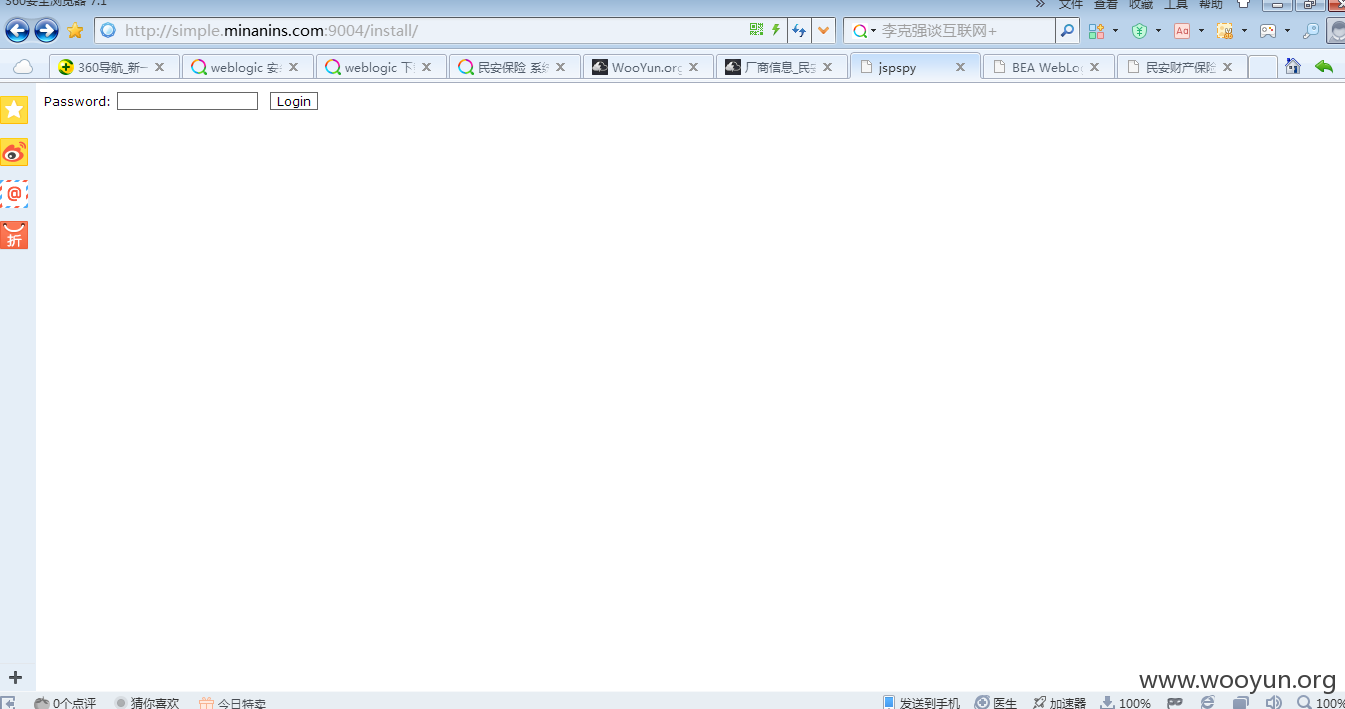 360安全浏览器 7.1
» 文件 查看 收藏 工具 帮助
http://simple.minanins.com:9004/install/
李克强谈互联网+
360导航_新一
weblogic 安
weblogic 下
民安保险 系
WooYun.org
厂商信息_民
jspspy
BEA WebLo
民安财产保险
Password:
Login
@
折
www.wooyun.org
0个点评 猜你喜欢 今日特卖
发送到手机 医生 加速器 100% 100%